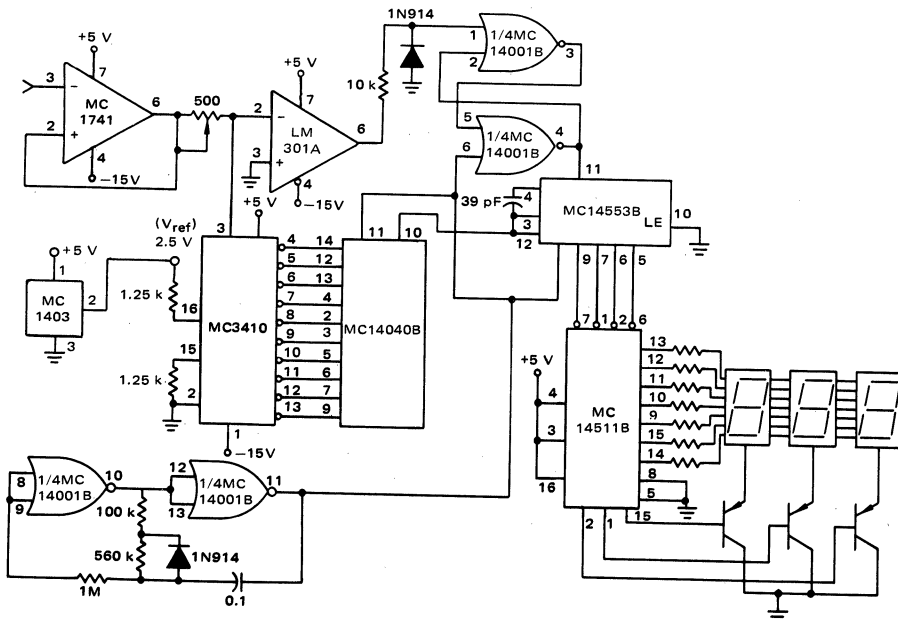 +5 V
7
3
−
MC
1741
6
2
+
4
−15V
500
+5 V
7
2
−
LM
301A
6
3
+
4
−15V
10 k
1N914
1
2
1/4MC
14001B
3
5
6
1/4MC
14001B
4
11
39 pF
4
3
12
MC14553B
LE
10
9
7
6
5
(Vref)
2.5 V
+5 V
1
MC
1403
2
3
1.25 k
16
15
1.25 k
2
+5 V
3
MC3410
1
−15V
4
5
6
7
8
9
10
11
12
13
14
12
13
4
2
3
5
6
7
9
11
10
MC14040B
7
1
2
6
+5 V
4
3
16
MC
14511B
13
12
11
10
9
15
14
8
5
2
1
15
8
9
1/4MC
14001B
10
12
13
1/4MC
14001B
11
100 k
560 k
1N914
1M
0.1